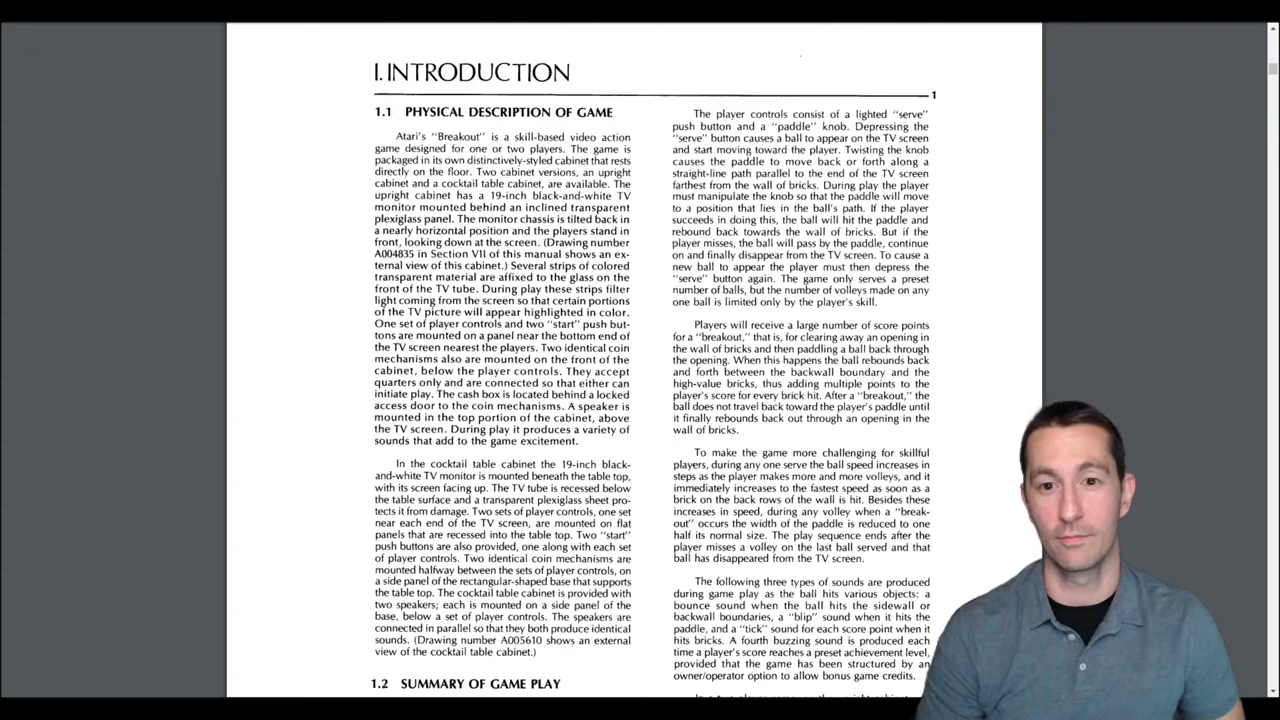 I. INTRODUCTION
1
1.1 PHYSICAL DESCRIPTION OF GAME
Atari's "Breakout" is a skill-based video action
game designed for one or two players. The game is
packaged in its own distinctively-styled cabinet that rests
directly on the floor. Two cabinet versions, an upright
cabinet and a cocktail table cabinet, are available. The
upright cabinet has a 19-inch black-and-white TV
monitor mounted behind an inclined transparent
plexiglass panel. The monitor chassis is tilted back in
a nearly horizontal position and the players stand in
front, looking down at the screen. (Drawing number
A004835 in Section VII of this manual shows an ex-
ternal view of this cabinet.) Several strips of colored
transparent material are affixed to the glass on the
front of the TV tube. During play these strips filter
light coming from the screen so that certain portions
of the TV picture will appear highlighted in color.
One set of player controls and two "start" push but-
tons are mounted on a panel near the bottom end of
the TV screen nearest the players. Two identical coin
mechanisms also are mounted on the front of the
cabinet, below the player controls. They accept
quarters only and are connected so that either can
initiate play. The cash box is located behind a locked
access door to the coin mechanisms. A speaker is
mounted in the top portion of the cabinet, above
the TV screen. During play it produces a variety of
sounds that add to the game excitement.
In the cocktail table cabinet the 19-inch black-
and-white TV monitor is mounted beneath the table top,
with its screen facing up. The TV tube is recessed below
the table surface and a transparent plexiglass sheet pro-
tects it from damage. Two sets of player controls, one set
near each end of the TV screen, are mounted on flat
panels that are recessed into the table top. Two "start"
push buttons are also provided, one along with each set
of player controls. Two identical coin mechanisms are
mounted halfway between the sets of player controls, on
a side panel of the rectangular-shaped base that supports
the table top. The cocktail table cabinet is provided with
two speakers; each is mounted on a side panel of the
base, below a set of player controls. The speakers are
connected in parallel so that they both produce identical
sounds. (Drawing number A005610 shows an external
view of the cocktail table cabinet.)
1.2 SUMMARY OF GAME PLAY
The player controls consist of a lighted "serve"
push button and a "paddle" knob. Depressing the
"serve" button causes a ball to appear on the TV screen
and start moving toward the player. Twisting the knob
causes the paddle to move back or forth along a
straight-line path parallel to the end of the TV screen
farthest from the wall of bricks. During play the player
must manipulate the knob so that the paddle will move
to a position that lies in the ball's path. If the player
succeeds in doing this, the ball will hit the paddle and
rebound back towards the wall of bricks. But if the
player misses, the ball will pass by the paddle, continue
on and finally disappear from the TV screen. To cause a
new ball to appear the player must then depress the
"serve" button again. The game only serves a preset
number of balls, but the number of volleys made on any
one ball is limited only by the player's skill.
Players will receive a large number of score points
for a "breakout," that is, for clearing away an opening in
the wall of bricks and then paddling a ball back through
the opening. When this happens the ball rebounds back
and forth between the backwall boundary and the
high-value bricks, thus adding multiple points to the
player's score for every brick hit. After a "breakout," the
ball does not travel back toward the player's paddle until
it finally rebounds back out through an opening in the
wall of bricks.
To make the game more challenging for skillful
players, during any one serve the ball speed increases in
steps as the player makes more and more volleys, and it
immediately increases to the fastest speed as soon as a
brick on the back rows of the wall is hit. Besides these
increases in speed, during any volley when a "break-
out" occurs the width of the paddle is reduced to one
half its normal size. The play sequence ends after the
player misses a volley on the last ball served and that
ball has disappeared from the TV screen.
The following three types of sounds are produced
during game play as the ball hits various objects: a
bounce sound when the ball hits the sidewall or
backwall boundaries, a "blip" sound when it hits the
paddle, and a "tick" sound for each score point when it
hits bricks. A fourth buzzing sound is produced each
time a player's score reaches a preset achievement level,
provided that the game has been structured by an
owner/operator option to allow bonus game credits.